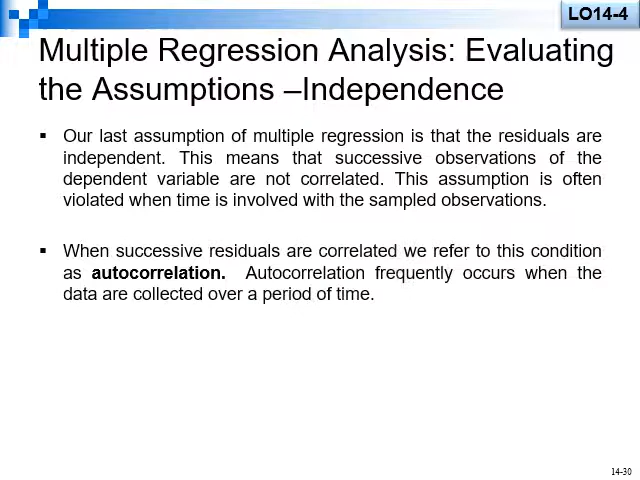 LO14-4
Multiple Regression Analysis: Evaluating
the Assumptions –Independence
▪ Our last assumption of multiple regression is that the residuals are
independent. This means that successive observations of the
dependent variable are not correlated. This assumption is often
violated when time is involved with the sampled observations.
▪ When successive residuals are correlated we refer to this condition
as autocorrelation. Autocorrelation frequently occurs when the
data are collected over a period of time.
14-30